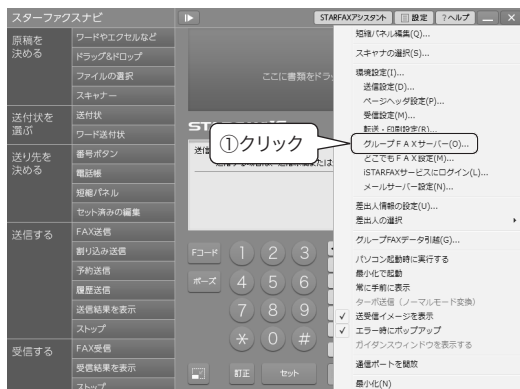 スターファクスナビ
STARFAXアシスタント
設定
?ヘルプ
原稿を
決める
ワードやエクセルなど
ドラッグ&ドロップ
ファイルの選択
スキャナー
送付状を
選ぶ
送付状
ワード送付状
送り先を
決める
番号ボタン
電話帳
短縮パネル
セット済みの編集
送信する
FAX送信
割り込み送信
予約送信
履歴送信
送信結果を表示
ストップ
受信する
FAX受信
受信結果を表示
ストップ
ここに書類をドラッ
①クリック
Fコード
1
2
3
ポーズ
4
5
6
7
8
9
*
0
#
訂正
セット
短縮パネル編集(Q)...
スキャナの選択(S)...
環境設定(I)...
送信設定(D)...
ページヘッダ設定(P)...
受信設定(M)...
転送・印刷設定(R)...
グループFAXサーバー(O)...
どこでもFAX設定(M)...
iSTARFAXサービスにログイン(L)...
メールサーバー設定(N)...
差出人情報の設定(U)...
差出人の選択
グループFAXデータ引越(G)...
パソコン起動時に実行する
最小化で起動
常に手前に表示
ターボ送信(ノーマルモード変換)
✓ 送受信イメージを表示
✓ エラー時にポップアップ
ガイダンスウィンドウを表示する
通信ポートを開放
最小化(N)